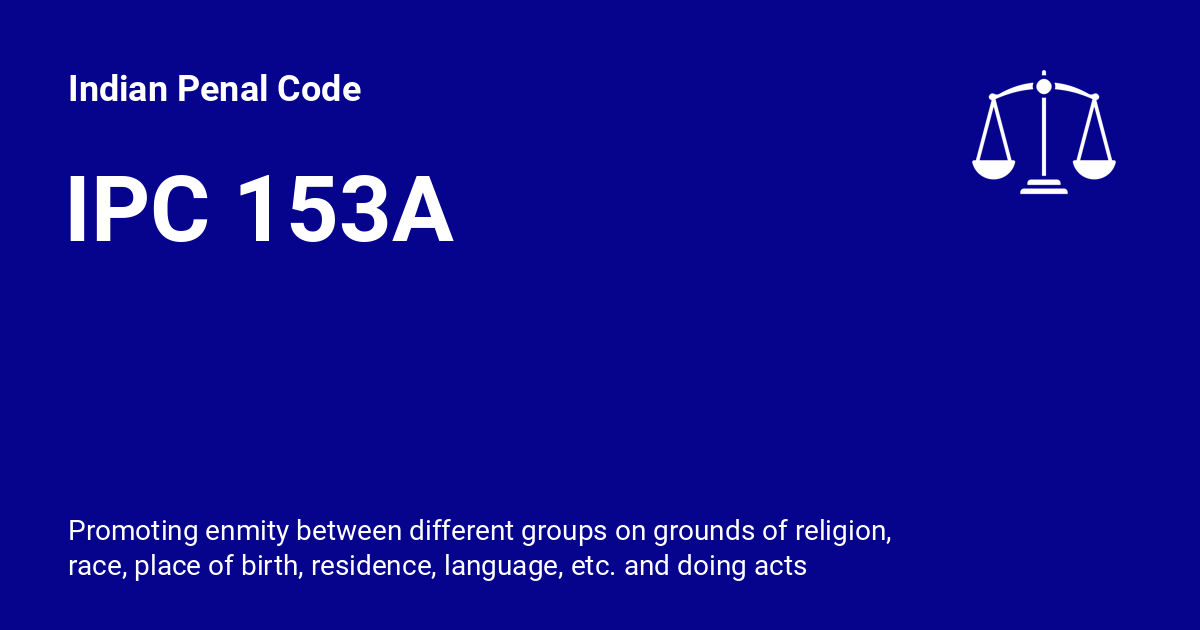 Indian Penal Code
IPC 153A
Promoting enmity between different groups on grounds of religion,
race, place of birth, residence, language, etc. and doing acts